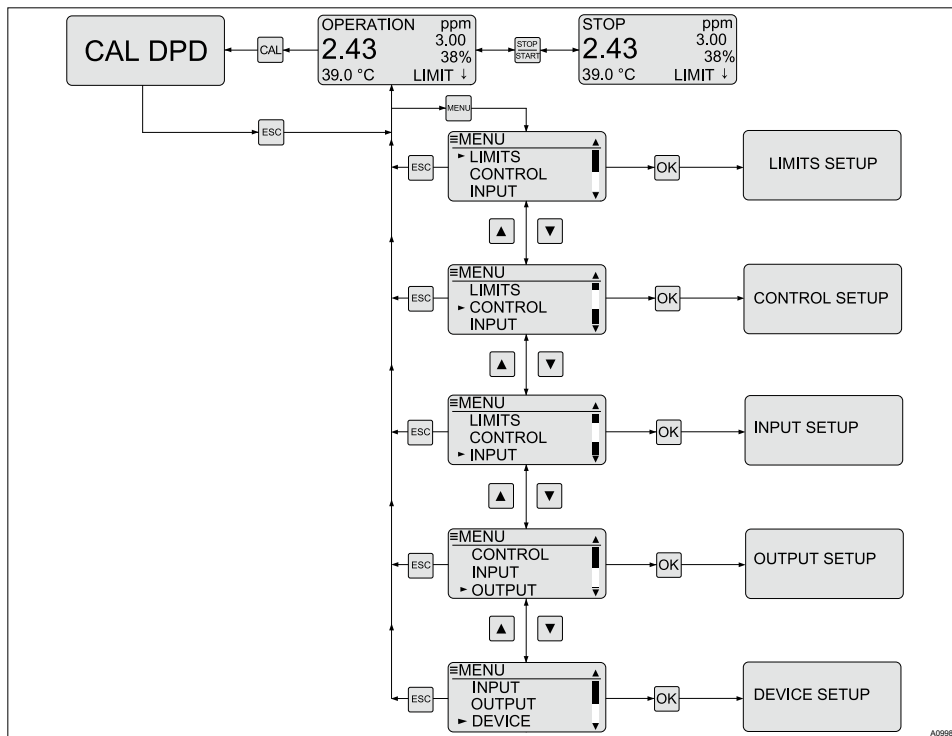 CAL DPD
CAL
OPERATION ppm
2.43 3.00
38%
39.0 °C LIMIT ↓
STOP
START
STOP ppm
2.43 3.00
38%
39.0 °C LIMIT ↓
ESC
MENU
≡MENU ▲
► LIMITS
CONTROL
INPUT ▼
ESC
OK
LIMITS SETUP
▲ ▼
≡MENU ▲
LIMITS
► CONTROL
INPUT ▼
ESC
OK
CONTROL SETUP
▲ ▼
≡MENU ▲
LIMITS
CONTROL
► INPUT ▼
ESC
OK
INPUT SETUP
▲ ▼
≡MENU ▲
CONTROL
INPUT
► OUTPUT ▼
ESC
OK
OUTPUT SETUP
▲ ▼
≡MENU ▲
INPUT
OUTPUT
► DEVICE ▼
ESC
OK
DEVICE SETUP